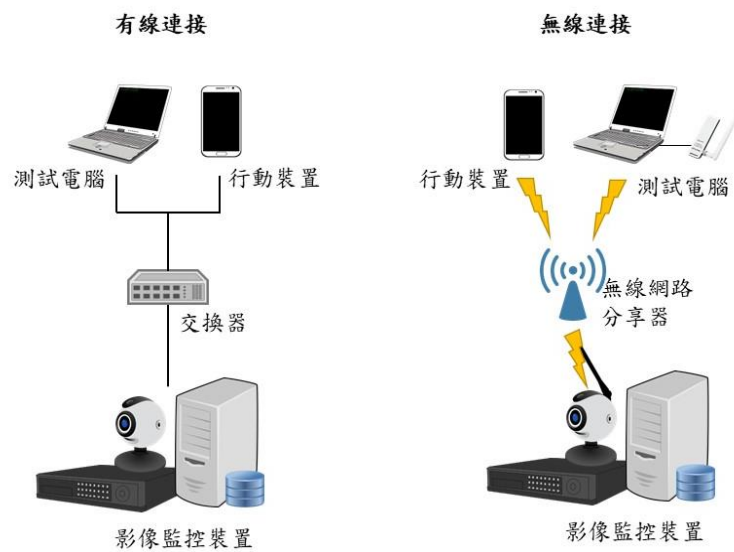 有線連接
無線連接
測試電腦
行動裝置
行動裝置
測試電腦
無線網路
分享器
交換器
影像監控裝置
影像監控裝置